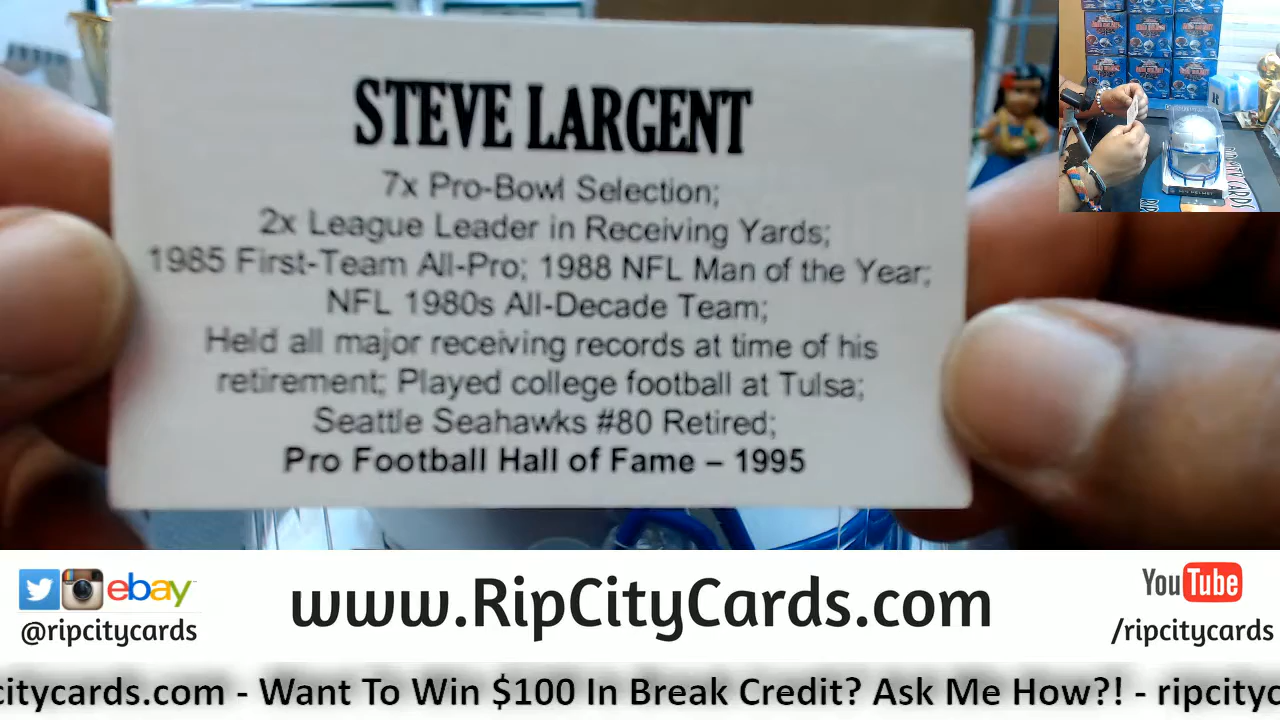 STEVE LARGENT
7x Pro-Bowl Selection;
2x League Leader in Receiving Yards;
1985 First-Team All-Pro; 1988 NFL Man of the Year;
NFL 1980s All-Decade Team;
Held all major receiving records at time of his
retirement; Played college football at Tulsa;
Seattle Seahawks #80 Retired;
Pro Football Hall of Fame – 1995
ebay
@ripcitycards
www.RipCityCards.com
YouTube
/ripcitycards
citycards.com - Want To Win $100 In Break Credit? Ask Me How?! - ripcityc